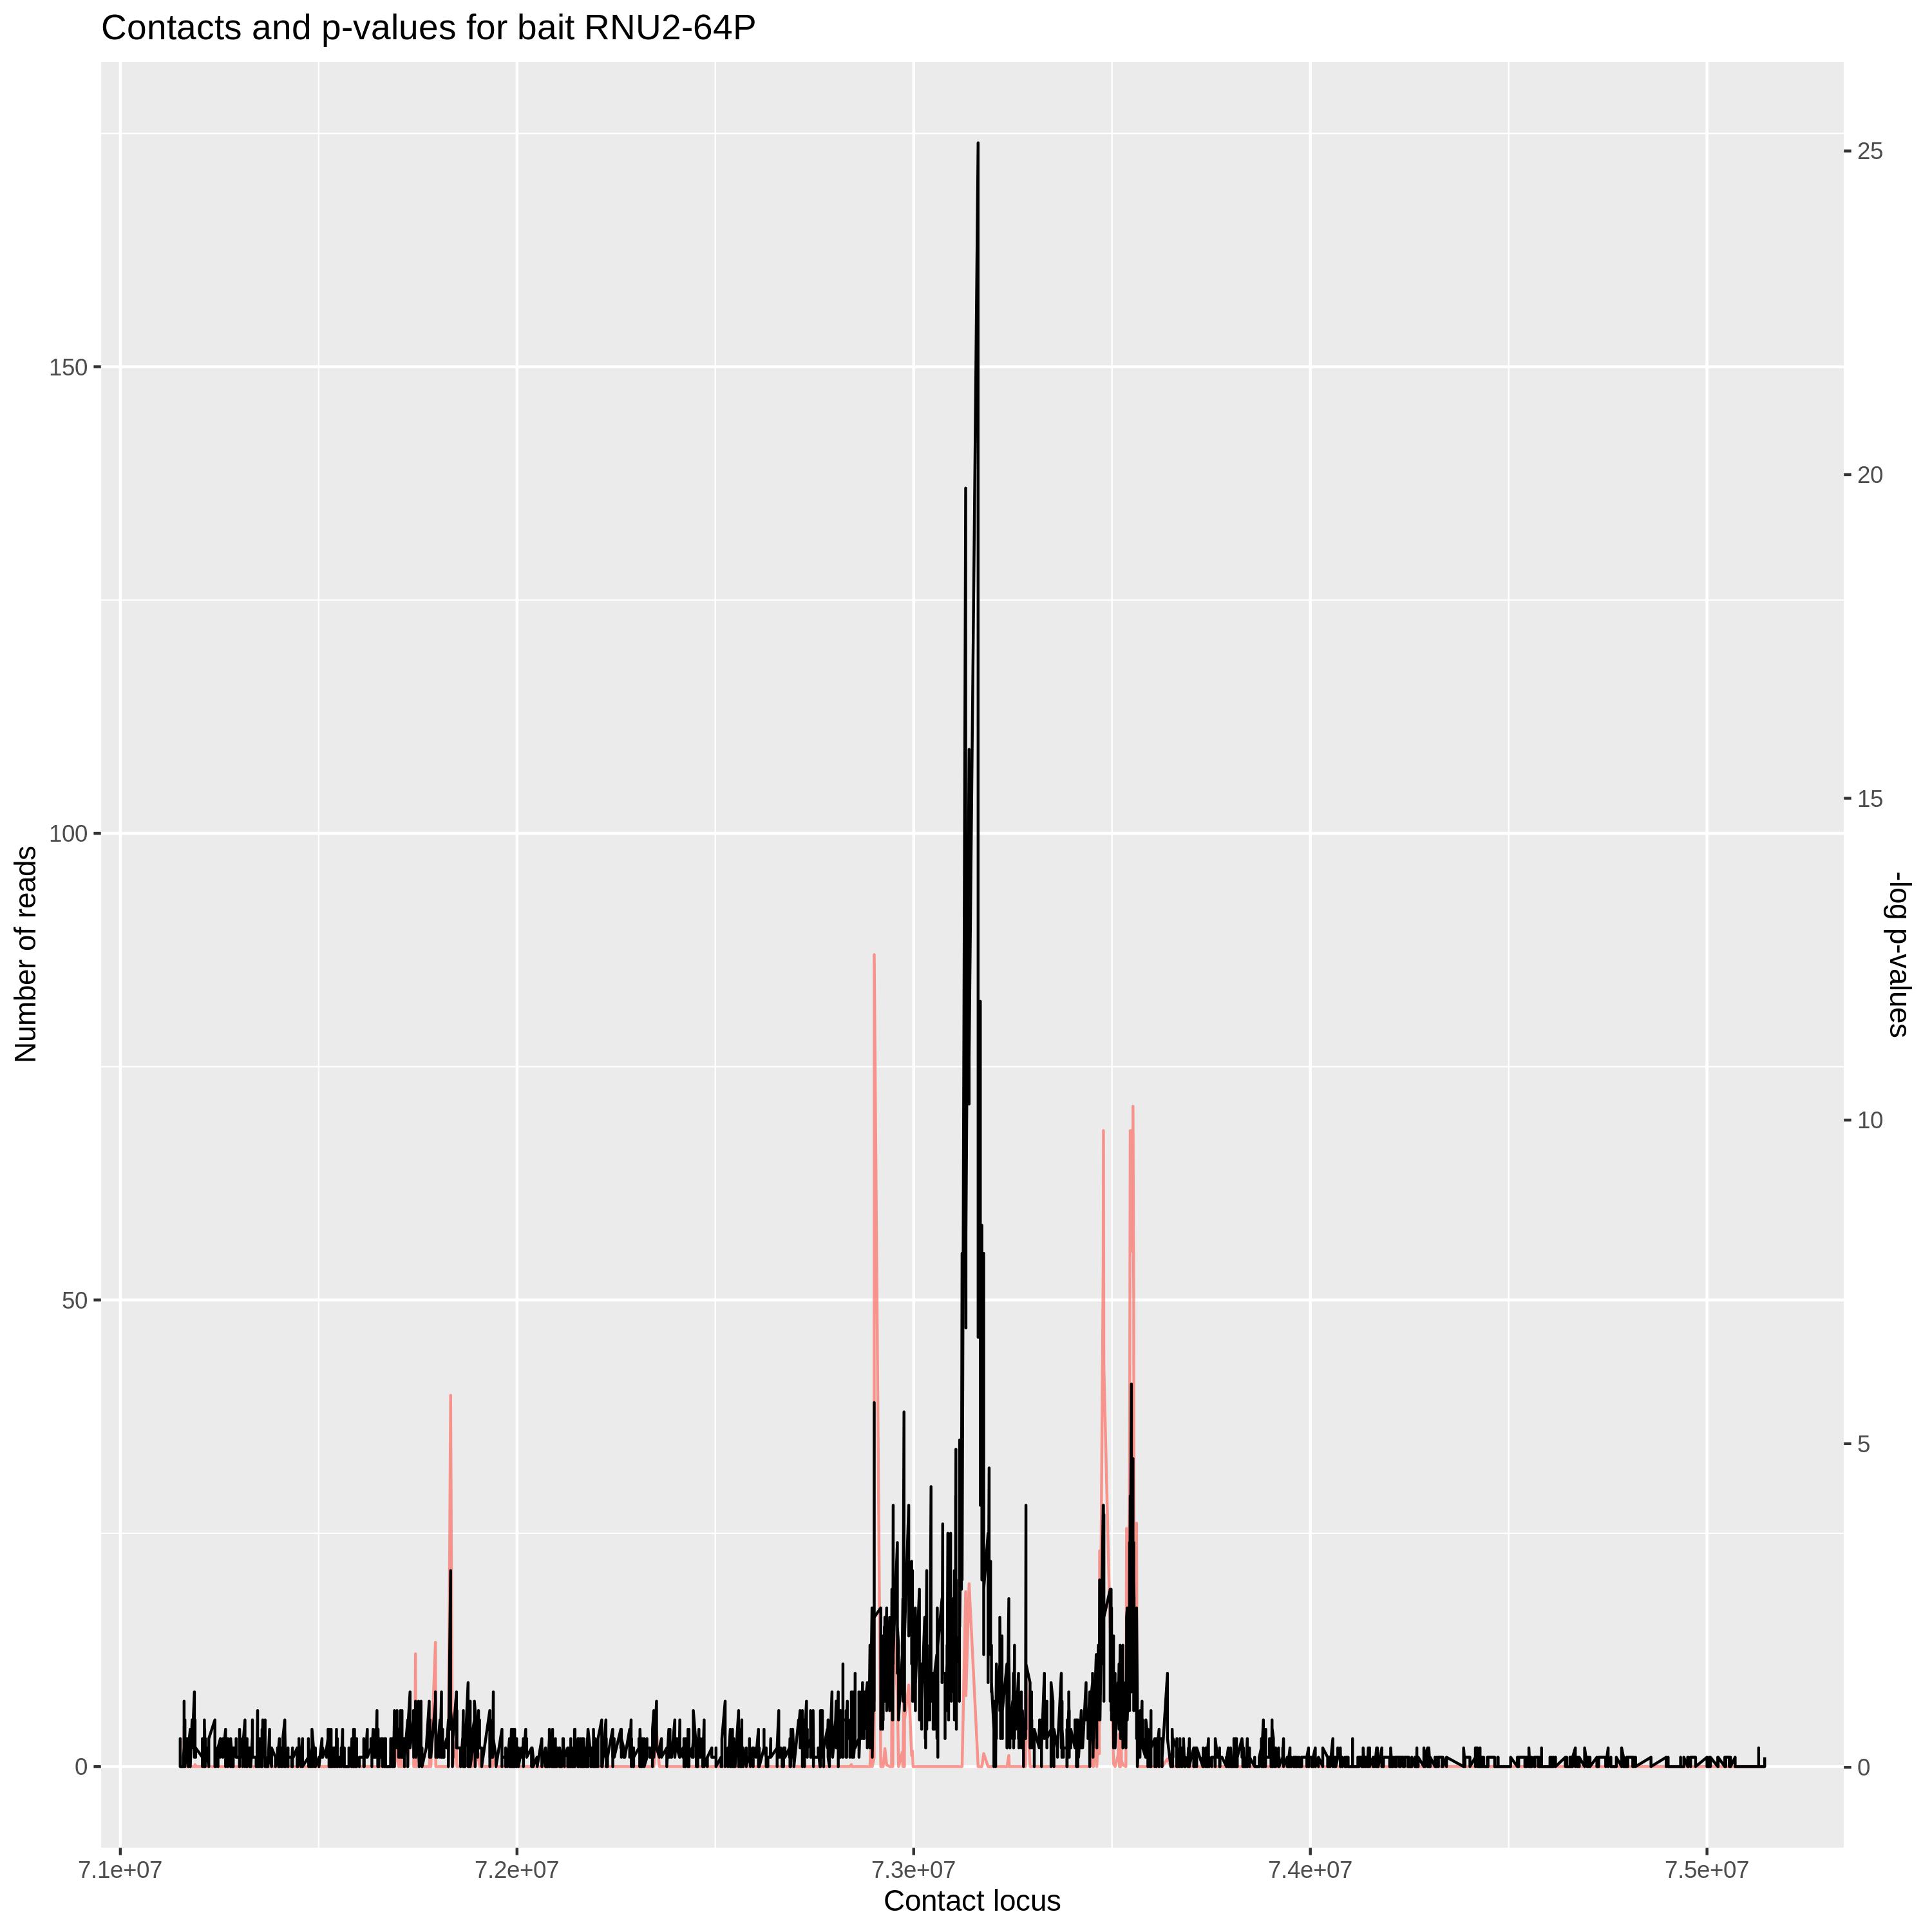 Contacts and p-values for bait RNU2-64P
150
100
50
0
Number of reads
25
20
15
10
5
0
-log p-values
7.1e+07
7.2e+07
7.3e+07
7.4e+07
7.5e+07
Contact locus